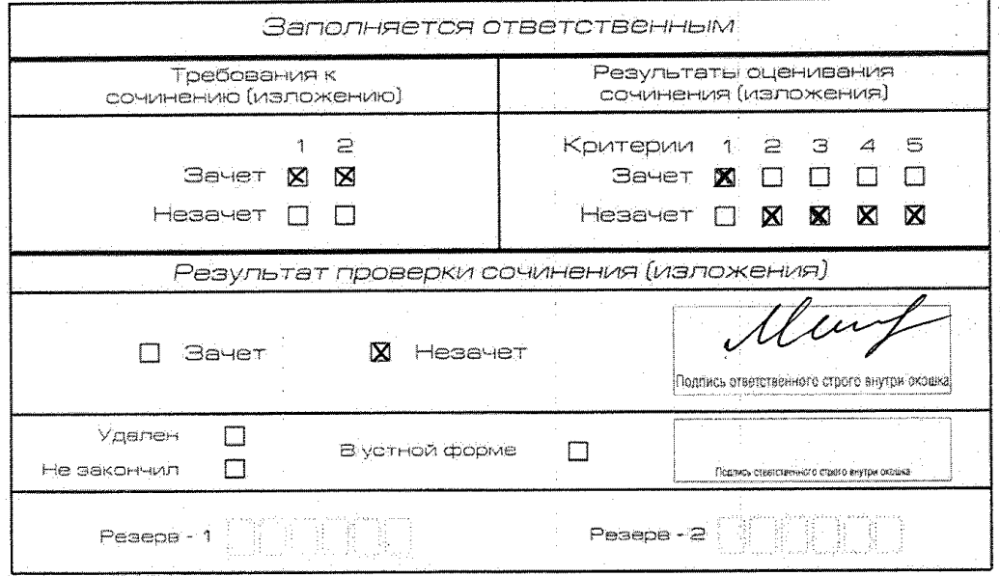 Заполняется ответственным
Требования к
сочинению (изложению)
Результаты оценивания
сочинения (изложения)
1 2
Зачет
Незачет
Критерии 1 2 3 4 5
Зачет
Незачет
Результат проверки сочинения (изложения)
Зачет
Незачет
Подпись ответственного строго внутри окошка
Удален
Не закончил
В устной форме
Подпись ответственного строго внутри окошка
Резерв - 1
Резерв - 2